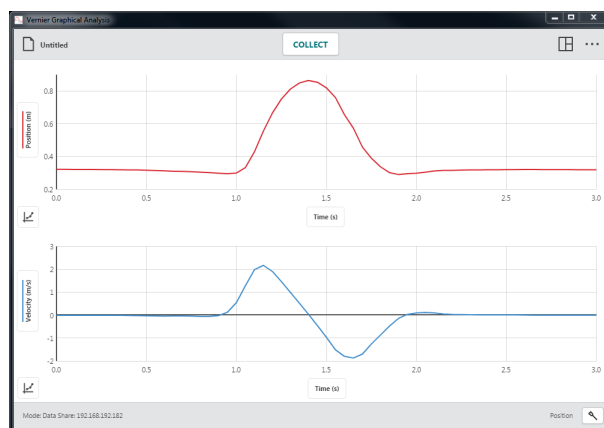 Vernier Graphical Analysis
Untitled
COLLECT
Position (m)
0.8
0.6
0.4
0.2
0.0 0.5 1.0 1.5 2.0 2.5 3.0
Time (s)
Velocity (m/s)
3
2
1
0
-1
-2
0.0 0.5 1.0 1.5 2.0 2.5 3.0
Time (s)
Mode: Data Share: 192.168.192.182 Position